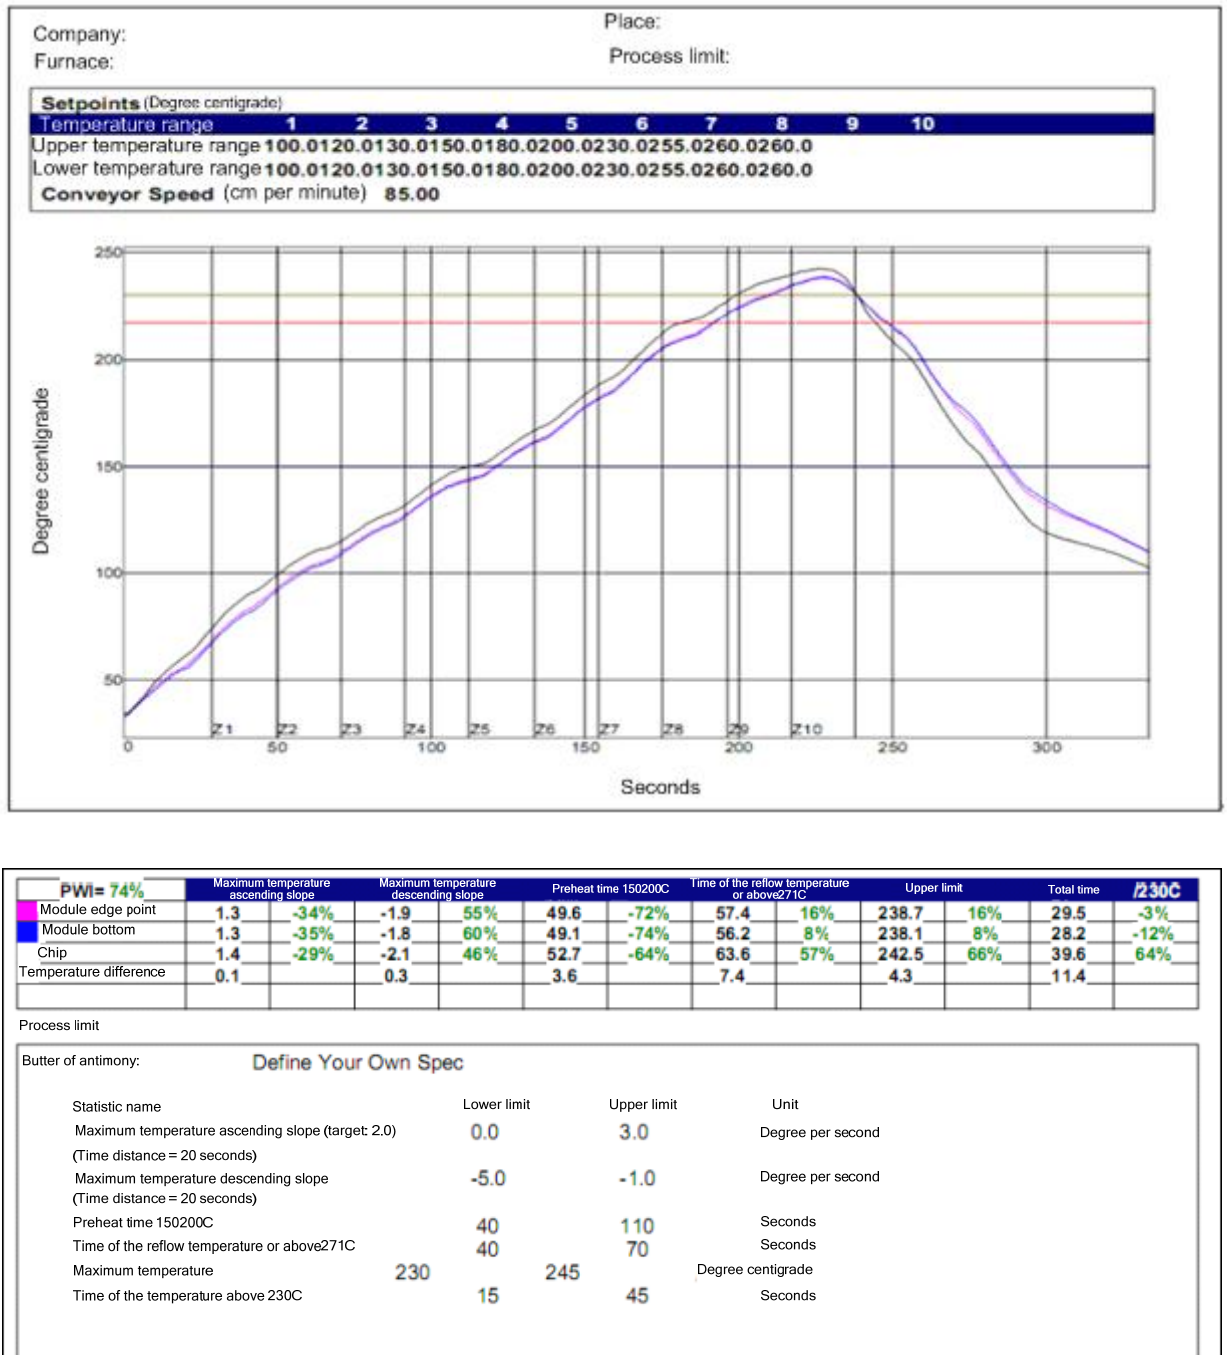 Company:
Place:
Furnace:
Process limit:
Setpoints (Degree centigrade)
Temperature range 1 2 3 4 5 6 7 8 9 10
Upper temperature range 100.0120.0130.0150.0180.0200.0230.0255.0260.0260.0
Lower temperature range 100.0120.0130.0150.0180.0200.0230.0255.0260.0260.0
Conveyor Speed (cm per minute) 85.00
250
200
150
100
50
Degree centigrade
Z1 Z2 Z3 Z4 Z5 Z6 Z7 Z8 Z9 Z10
0 50 100 150 200 250 300
Seconds
PWI= 74% Maximum temperature ascending slope Maximum temperature descending slope Preheat time 150200C Time of the reflow temperature or above271C Upper limit Total time /230C
Module edge point 1.3 -34% -1.9 55% 49.6 -72% 57.4 16% 238.7 16% 29.5 -3%
Module bottom 1.3 -35% -1.8 60% 49.1 -74% 56.2 8% 238.1 8% 28.2 -12%
Chip 1.4 -29% -2.1 46% 52.7 -64% 63.6 57% 242.5 66% 39.6 64%
Temperature difference 0.1 0.3 3.6 7.4 4.3 11.4
Process limit
Butter of antimony: Define Your Own Spec
Statistic name Lower limit Upper limit Unit
Maximum temperature ascending slope (target: 2.0) 0.0 3.0 Degree per second
(Time distance = 20 seconds)
Maximum temperature descending slope -5.0 -1.0 Degree per second
(Time distance = 20 seconds)
Preheat time 150200C 40 110 Seconds
Time of the reflow temperature or above271C 40 70 Seconds
Maximum temperature 230 245 Degree centigrade
Time of the temperature above 230C 15 45 Seconds